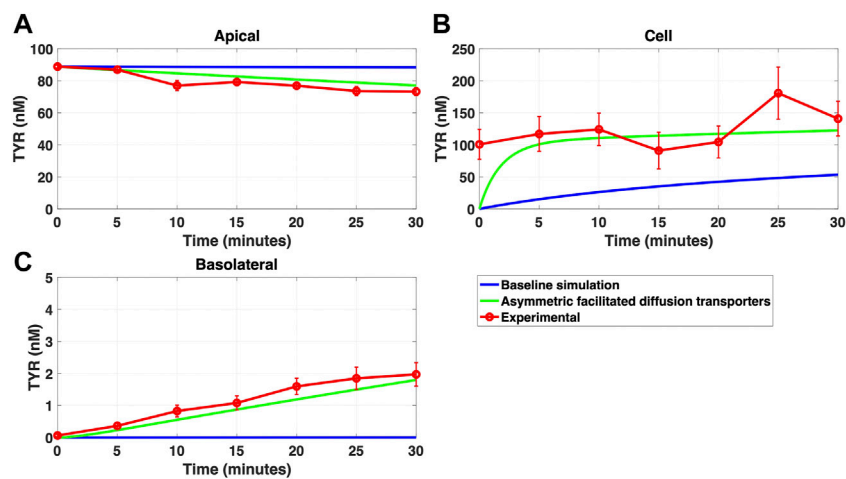 A
Apical
TYR (nM)
100
80
60
40
20
0
0 5 10 15 20 25 30
Time (minutes)
B
Cell
TYR (nM)
250
200
150
100
50
0
0 5 10 15 20 25 30
Time (minutes)
C
Basolateral
TYR (nM)
5
4
3
2
1
0
0 5 10 15 20 25 30
Time (minutes)
Baseline simulation
Asymmetric facilitated diffusion transporters
Experimental